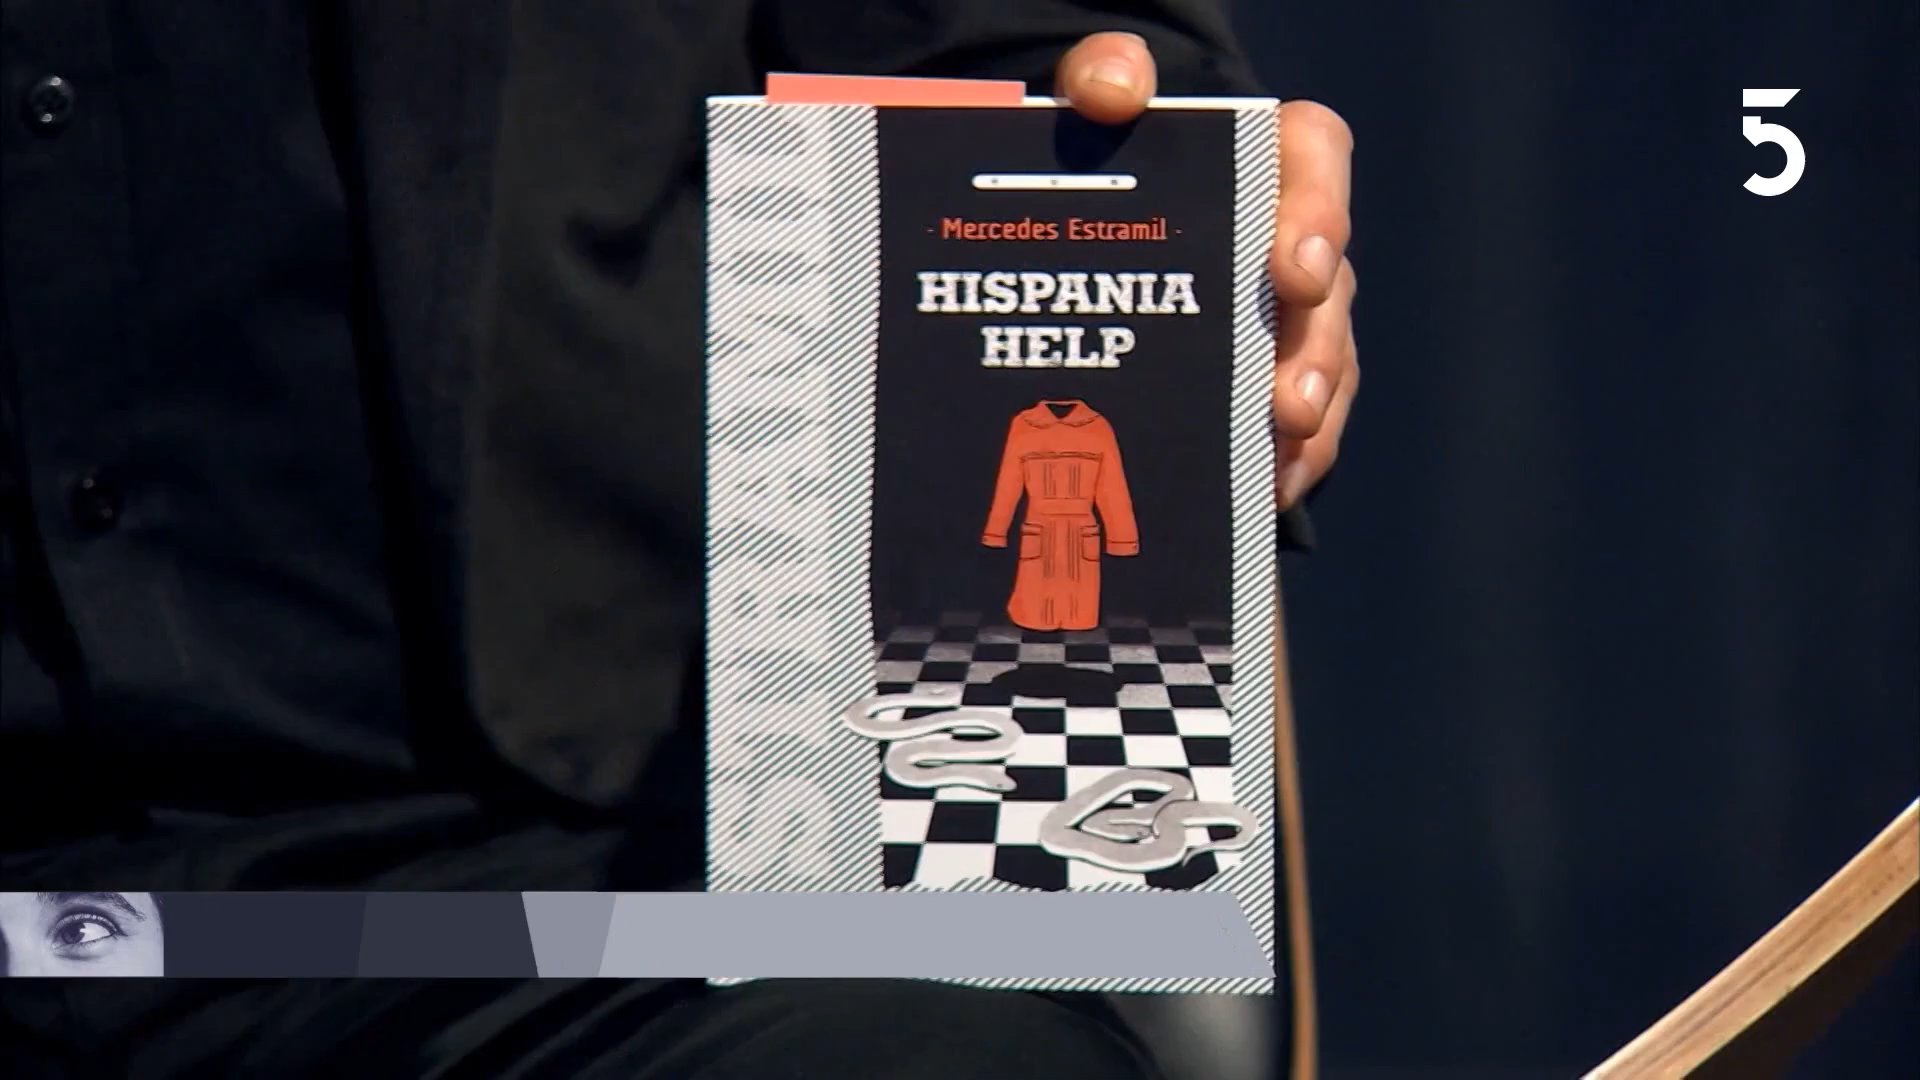 5
- Mercedes Estramil -
HISPANIA
HELP